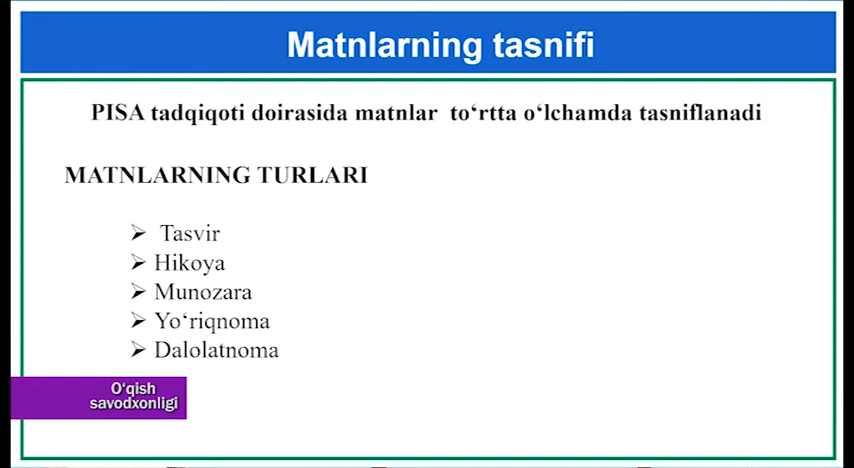 Matnlarning tasnifi
PISA tadqiqoti doirasida matnlar to‘rtta o‘lchamda tasniflanadi
MATNLARNING TURLARI
➢ Tasvir
➢ Hikoya
➢ Munozara
➢ Yo‘riqnoma
➢ Dalolatnoma
O‘qish
savodxonligi